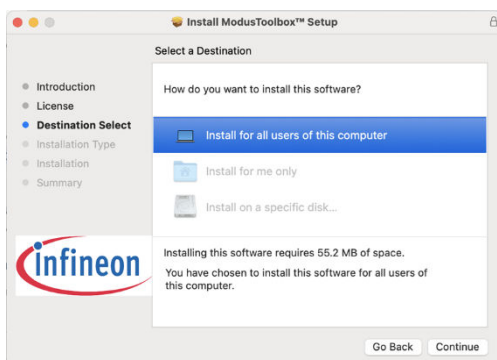 Install ModusToolbox™ Setup
Select a Destination
Introduction
License
Destination Select
Installation Type
Installation
Summary
How do you want to install this software?
Install for all users of this computer
Install for me only
Install on a specific disk...
Installing this software requires 55.2 MB of space.
You have chosen to install this software for all users of
this computer.
infineon
Go Back
Continue